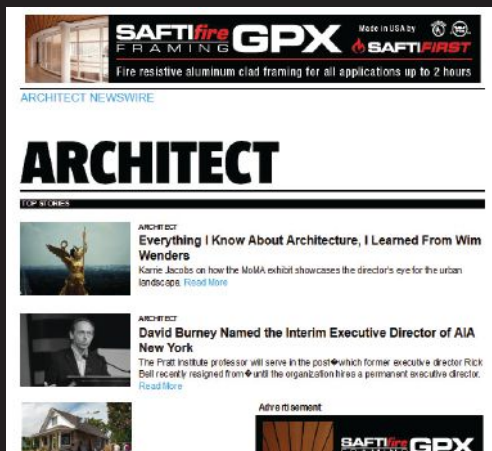 SAFTIfire GPX
FRAMING
Made in USA by
SAFTIFIRST
Fire resistive aluminum clad framing for all applications up to 2 hours
ARCHITECT NEWSWIRE
ARCHITECT
TOP STORIES
ARCHITECT
Everything I Know About Architecture, I Learned From Wim
Wenders
Karrie Jacobs on how the MoMA exhibit showcases the director's eye for the urban
landscape. Read More
ARCHITECT
David Burney Named the Interim Executive Director of AIA
New York
The Pratt Institute professor will serve in the post�which former executive director Rick
Bell recently resigned from�until the organization hires a permanent executive director.
Read More
Advertisement
SAFTIfire GPX
FRAMING